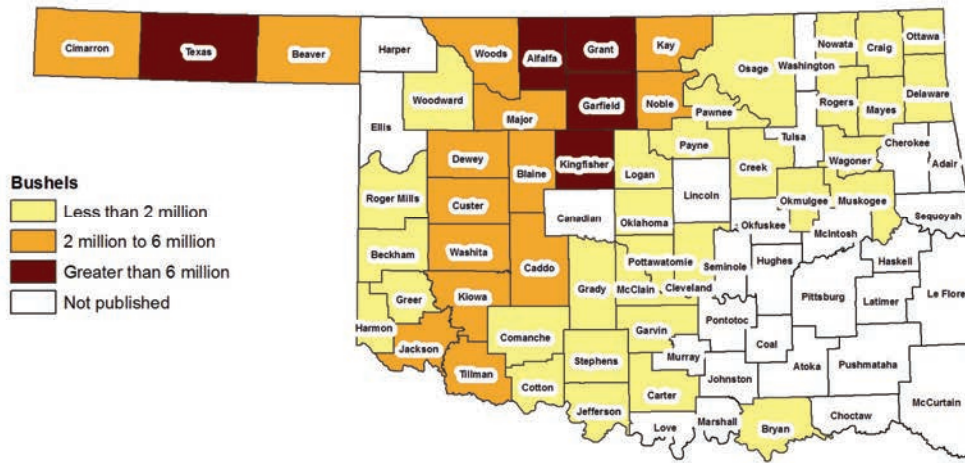 Cimarron
Texas
Beaver
Harper
Woods
Alfalfa
Grant
Kay
Osage
Washington
Nowata
Craig
Ottawa
Woodward
Garfield
Noble
Pawnee
Rogers
Mayes
Delaware
Ellis
Major
Tulsa
Dewey
Blaine
Kingfisher
Logan
Payne
Creek
Wagoner
Cherokee
Adair
Bushels
Less than 2 million
2 million to 6 million
Greater than 6 million
Not published
Roger Mills
Custer
Canadian
Oklahoma
Lincoln
Okmulgee
Muskogee
Okfuskee
McIntosh
Sequoyah
Beckham
Washita
Caddo
Grady
McClain
Pottawatomie
Cleveland
Seminole
Hughes
Haskell
Pittsburg
Latimer
Le Flore
Greer
Kiowa
Harmon
Jackson
Comanche
Garvin
Pontotoc
Coal
Tillman
Cotton
Stephens
Murray
Johnston
Atoka
Pushmataha
Jefferson
Carter
Love
Marshall
Bryan
Choctaw
McCurtain